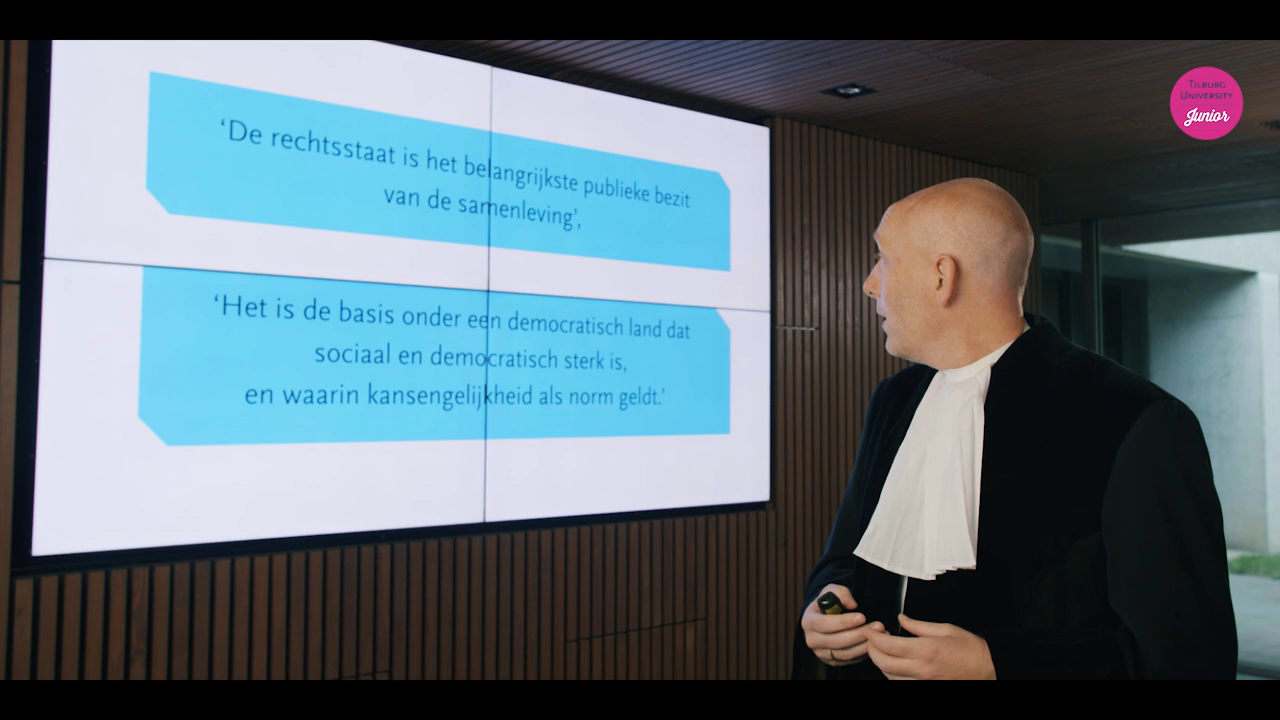 ‘De rechtsstaat is het belangrijkste publieke bezit
van de samenleving’,
‘Het is de basis onder een democratisch land dat
sociaal en democratisch sterk is,
en waarin kansengelijkheid als norm geldt.’
TILBURG
UNIVERSITY
Junior